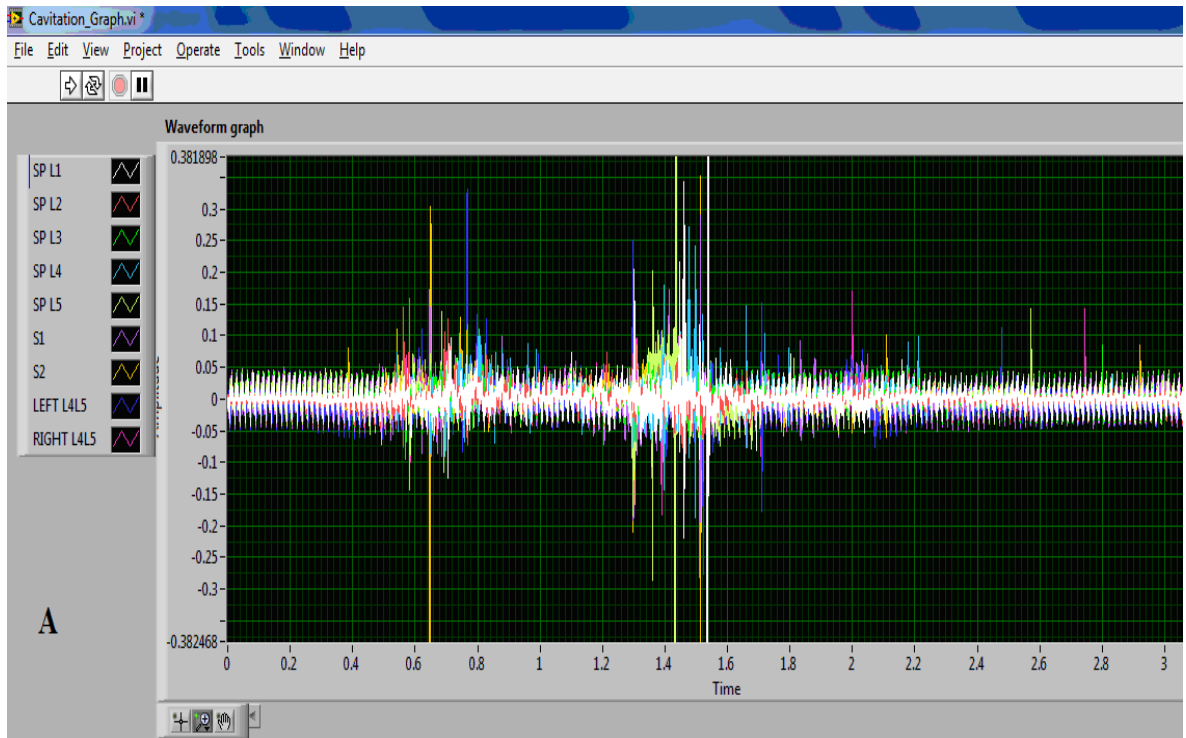 Cavitation_Graph.vi *
File Edit View Project Operate Tools Window Help
Waveform graph
SP L1
SP L2
SP L3
SP L4
SP L5
S1
S2
LEFT L4L5
RIGHT L4L5
0.381898
0.3
0.25
0.2
0.15
0.1
0.05
0
-0.05
-0.1
-0.15
-0.2
-0.25
-0.3
-0.382468
0 0.2 0.4 0.6 0.8 1 1.2 1.4 1.6 1.8 2 2.2 2.4 2.6 2.8 3
Time
A